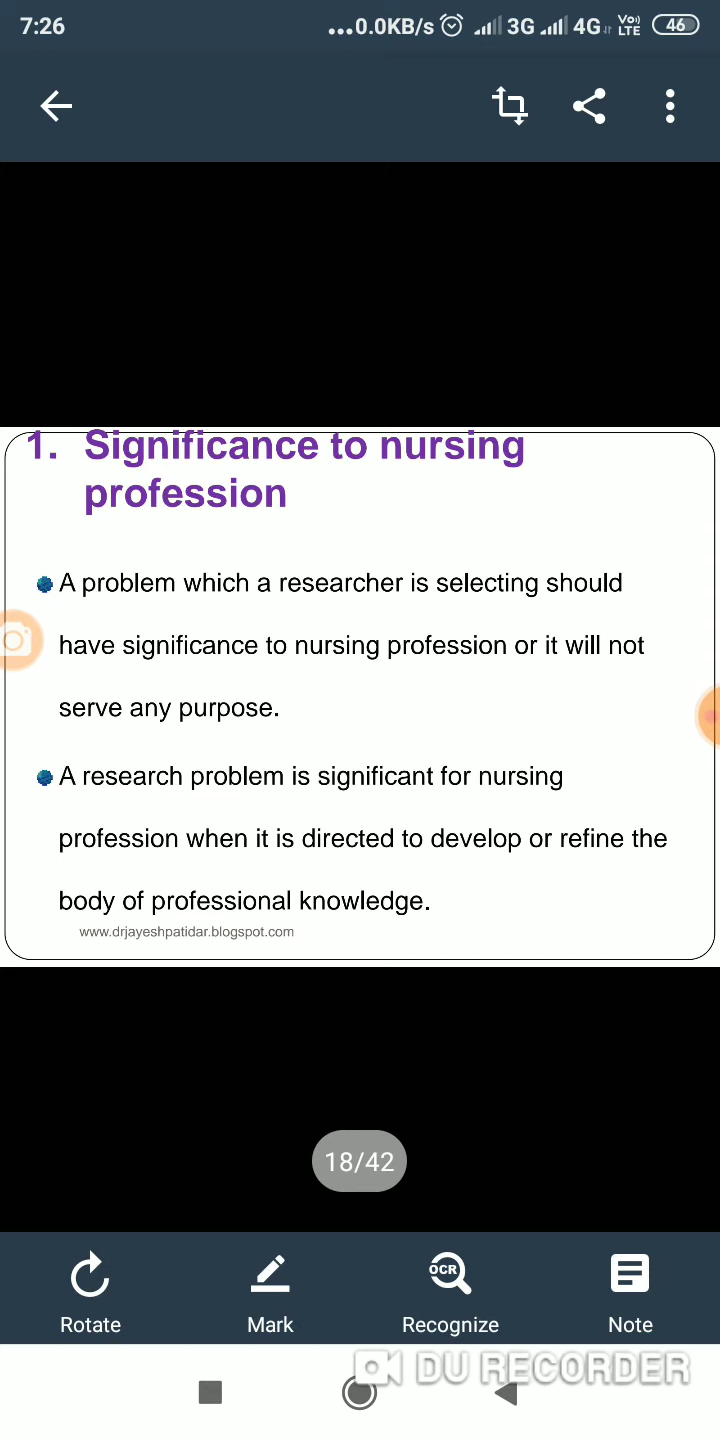 7:26
...0.0KB/s 3G 4G Vo)) LTE 46
1. Significance to nursing
profession
A problem which a researcher is selecting should
have significance to nursing profession or it will not
serve any purpose.
A research problem is significant for nursing
profession when it is directed to develop or refine the
body of professional knowledge.
www.drjayeshpatidar.blogspot.com
18/42
OCR
Rotate Mark Recognize Note
DU RECORDER